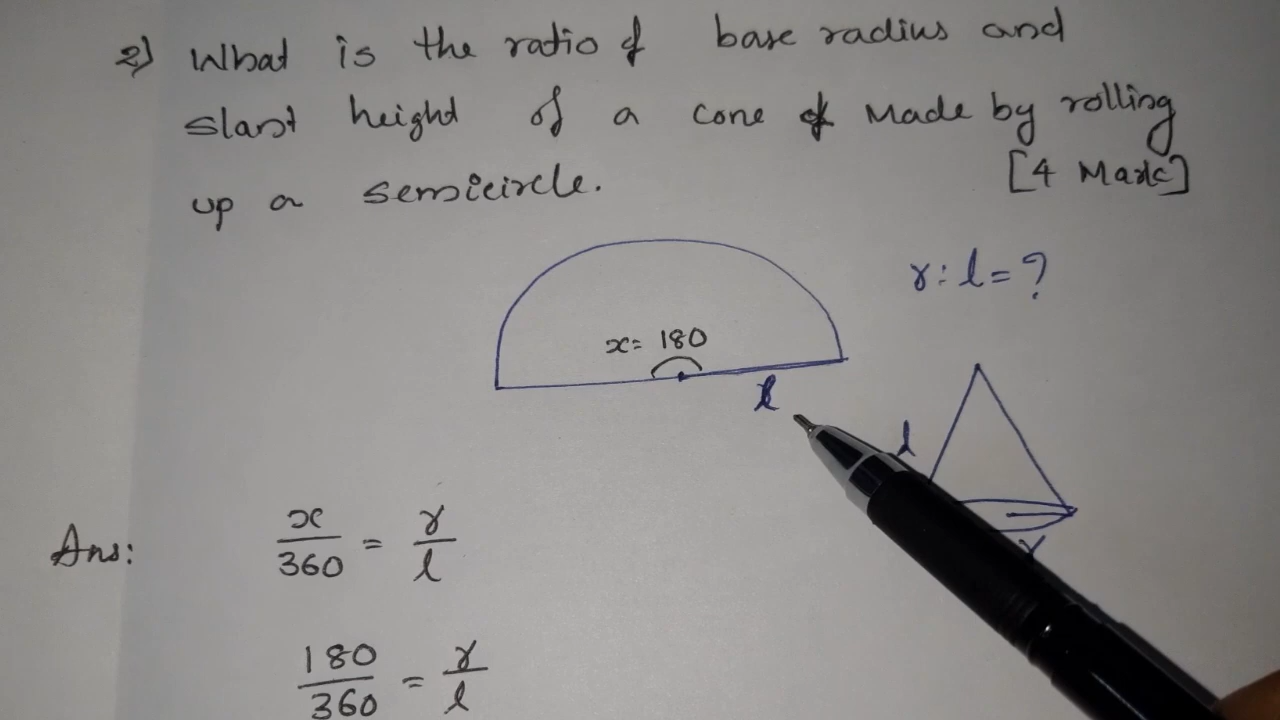 2) What is the ratio of base radius and
slant height of a cone of Made by rolling
up a semicircle.
[4 Mark]
r : l = ?
x = 180
l
l
r
Ans: x/360 = r/l
180/360 = r/l